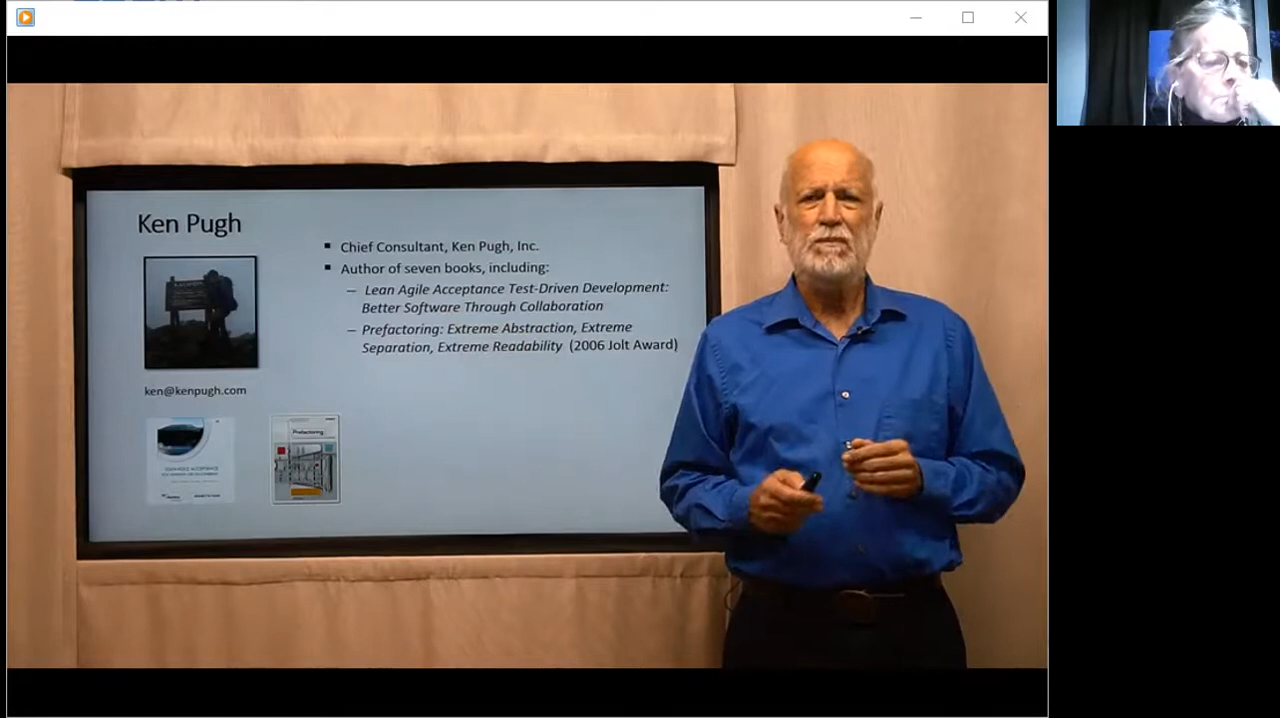 Ken Pugh
▪ Chief Consultant, Ken Pugh, Inc.
▪ Author of seven books, including:
– Lean Agile Acceptance Test-Driven Development:
Better Software Through Collaboration
– Prefactoring: Extreme Abstraction, Extreme
Separation, Extreme Readability (2006 Jolt Award)
ken@kenpugh.com
Prefactoring